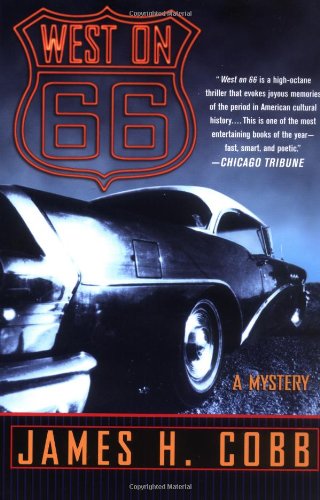 WEST ON
66
" West on 66 is a high-octane
thriller that evokes joyous memories
of the period in American cultural
history.... This is one of the most
entertaining books of the year—
fast, smart, and poetic."
—CHICAGO TRIBUNE
A MYSTERY
JAMES H. COBB
Copyrighted Material